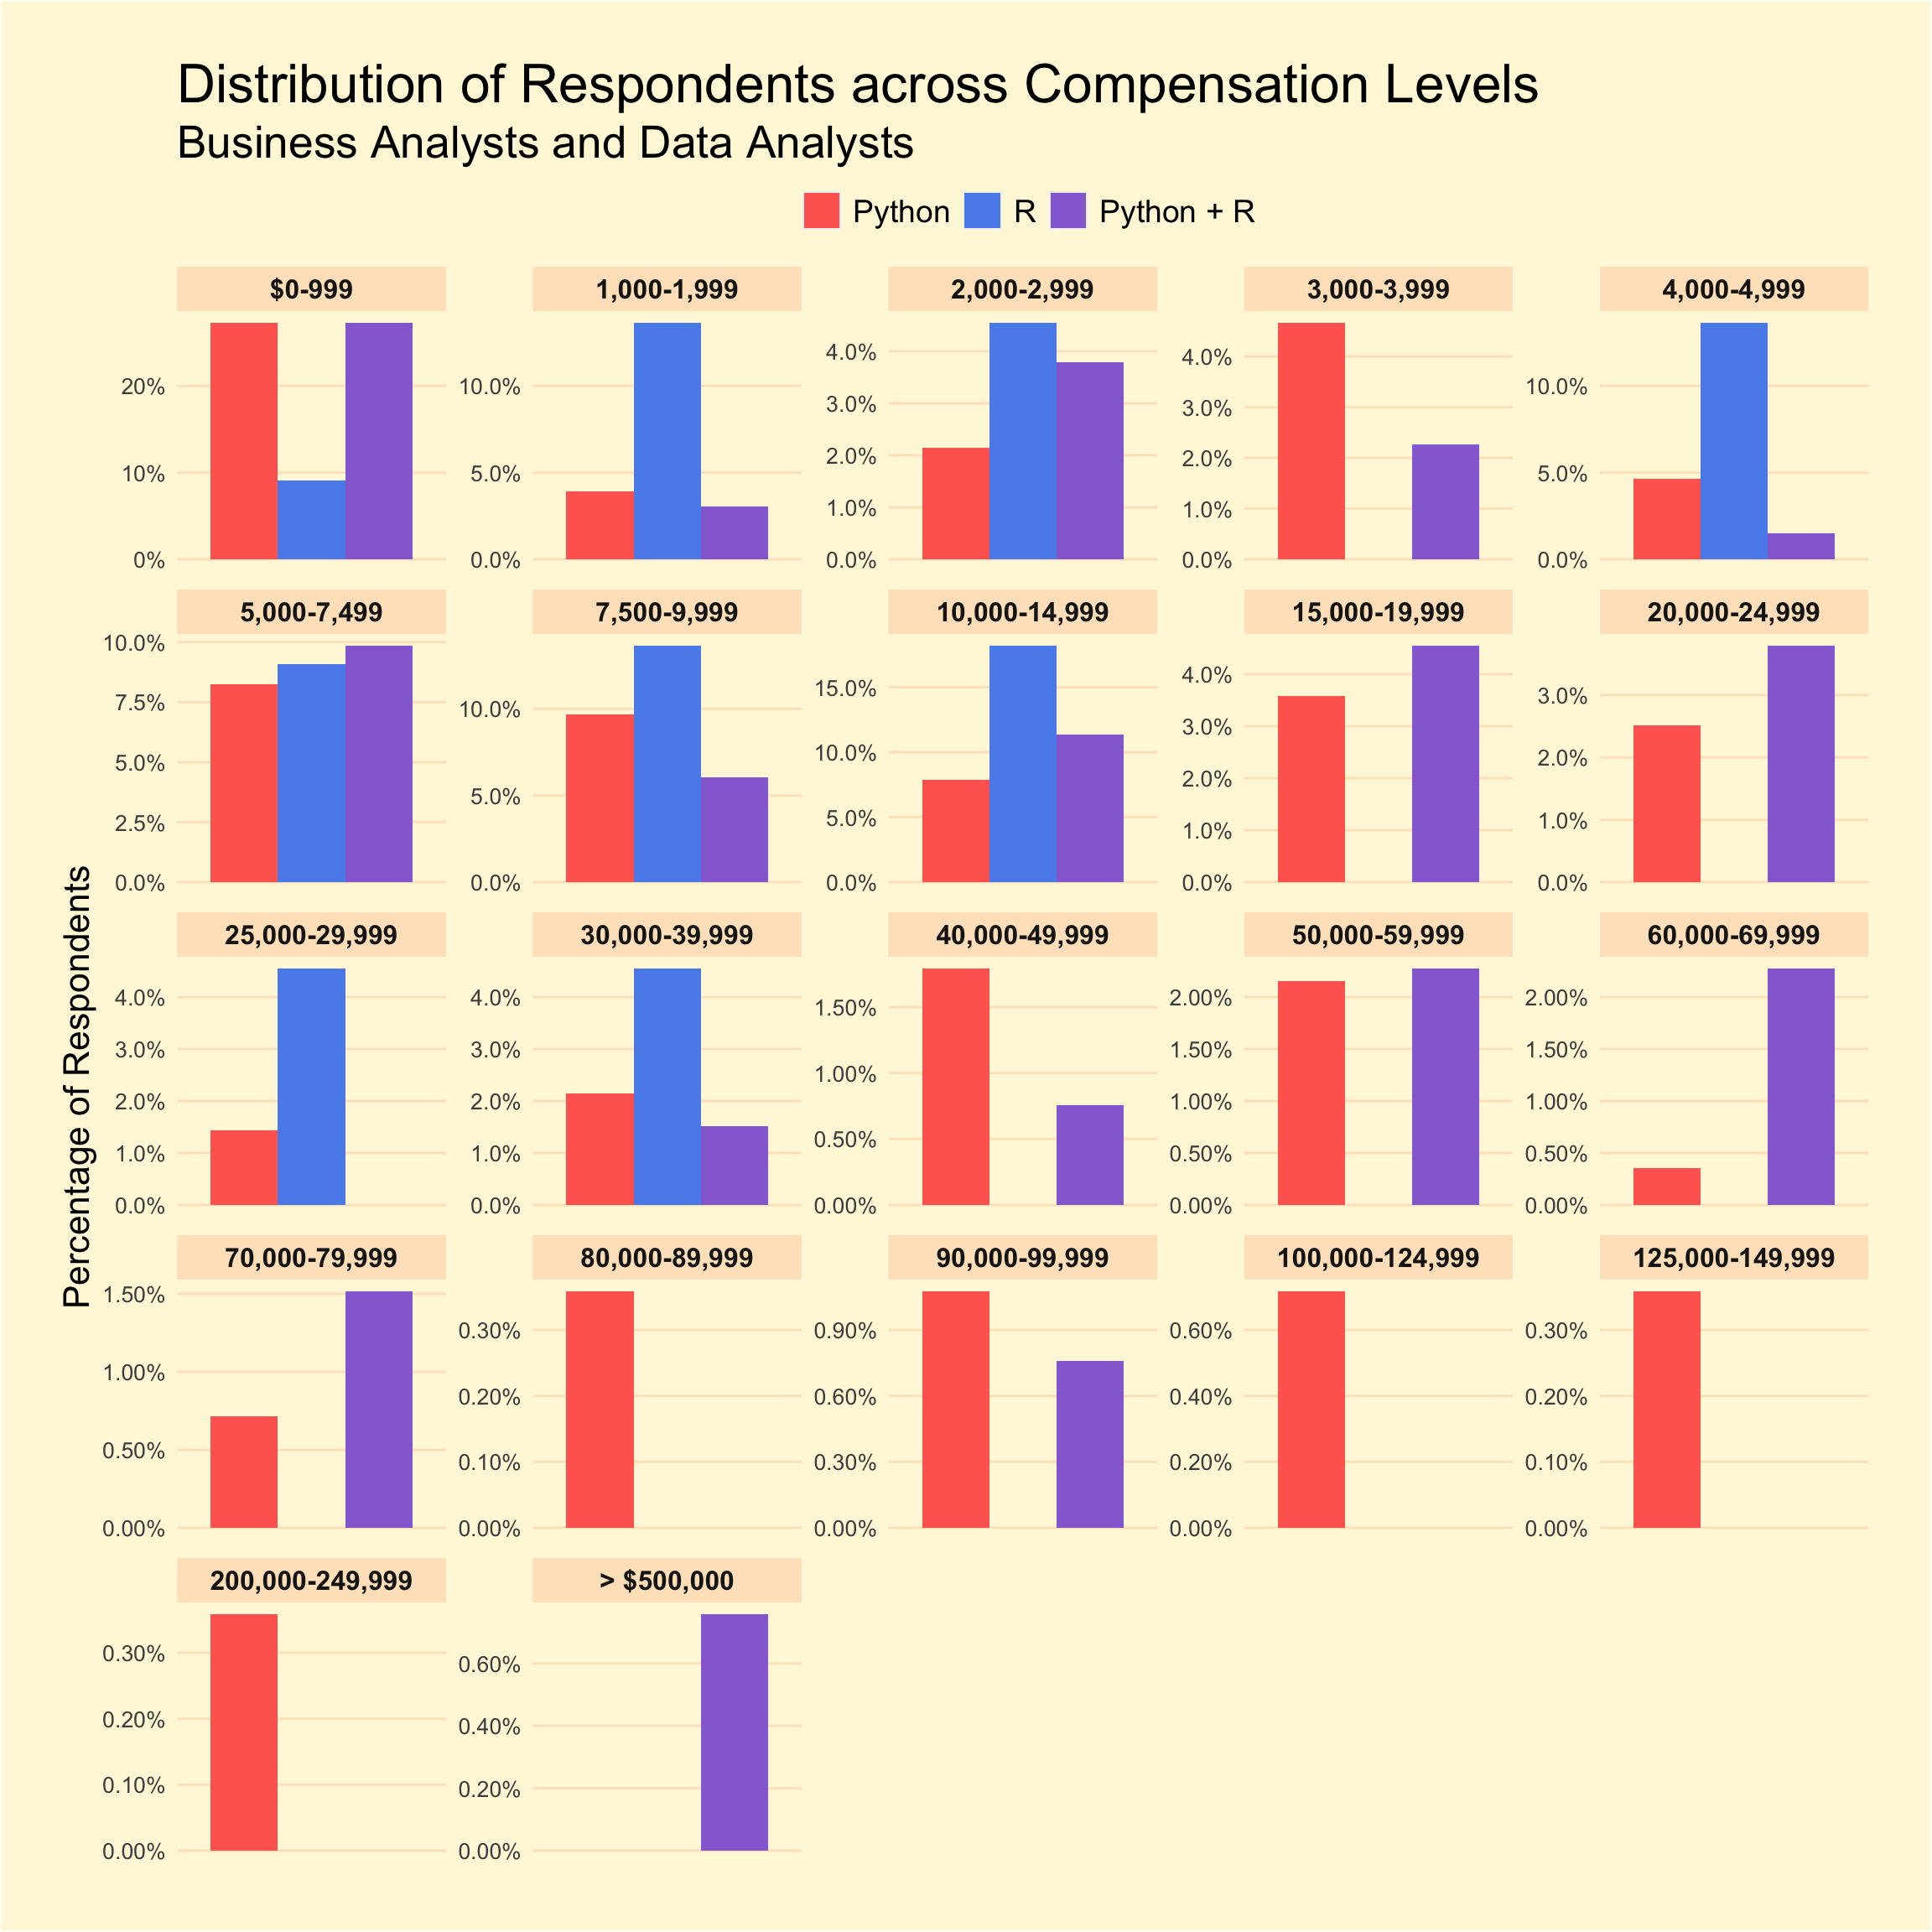 Distribution of Respondents across Compensation Levels
Business Analysts and Data Analysts
Python R Python + R
Percentage of Respondents
$0-999 1,000-1,999 2,000-2,999 3,000-3,999 4,000-4,999
20% 10% 0%
10.0% 5.0% 0.0%
4.0% 3.0% 2.0% 1.0% 0.0%
4.0% 3.0% 2.0% 1.0% 0.0%
10.0% 5.0% 0.0%
5,000-7,499 7,500-9,999 10,000-14,999 15,000-19,999 20,000-24,999
10.0% 7.5% 5.0% 2.5% 0.0%
10.0% 5.0% 0.0%
15.0% 10.0% 5.0% 0.0%
4.0% 3.0% 2.0% 1.0% 0.0%
3.0% 2.0% 1.0% 0.0%
25,000-29,999 30,000-39,999 40,000-49,999 50,000-59,999 60,000-69,999
4.0% 3.0% 2.0% 1.0% 0.0%
4.0% 3.0% 2.0% 1.0% 0.0%
1.50% 1.00% 0.50% 0.00%
2.00% 1.50% 1.00% 0.50% 0.00%
2.00% 1.50% 1.00% 0.50% 0.00%
70,000-79,999 80,000-89,999 90,000-99,999 100,000-124,999 125,000-149,999
1.50% 1.00% 0.50% 0.00%
0.30% 0.20% 0.10% 0.00%
0.90% 0.60% 0.30% 0.00%
0.60% 0.40% 0.20% 0.00%
0.30% 0.20% 0.10% 0.00%
200,000-249,999 > $500,000
0.30% 0.20% 0.10% 0.00%
0.60% 0.40% 0.20% 0.00%